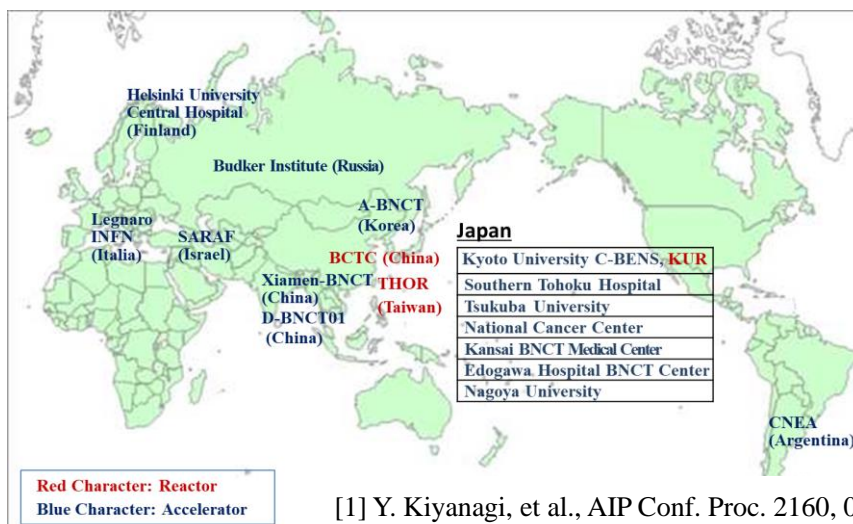 Helsinki University
Central Hospital
(Finland)
Budker Institute (Russia)
A-BNCT
(Korea)
Legnaro
INFN
(Italia)
SARAF
(Israel)
BCTC (China)
Xiamen-BNCT
(China)
THOR
(Taiwan)
D-BNCT01
(China)
Japan
Kyoto University C-BENS, KUR
Southern Tohoku Hospital
Tsukuba University
National Cancer Center
Kansai BNCT Medical Center
Edogawa Hospital BNCT Center
Nagoya University
CNEA
(Argentina)
Red Character: Reactor
Blue Character: Accelerator
[1] Y. Kiyanagi, et al., AIP Conf. Proc. 2160, 0